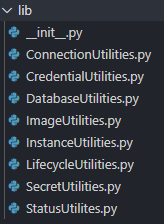 lib
__init__.py
ConnectionUtilities.py
CredentialUtilities.py
DatabaseUtilities.py
ImageUtilities.py
InstanceUtilities.py
LifecycleUtilities.py
SecretUtilities.py
StatusUtilites.py